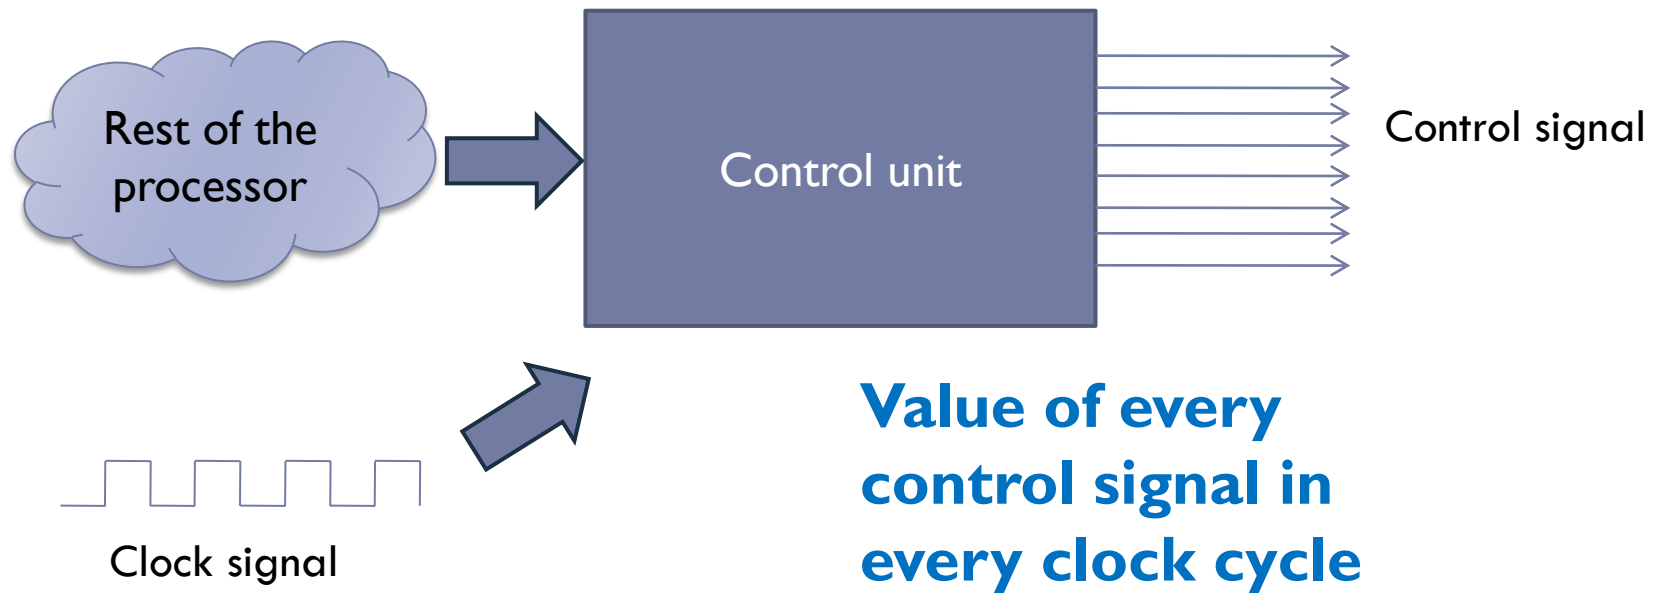 Rest of the
processor
Control unit
Control signal
Clock signal
Value of every
control signal in
every clock cycle